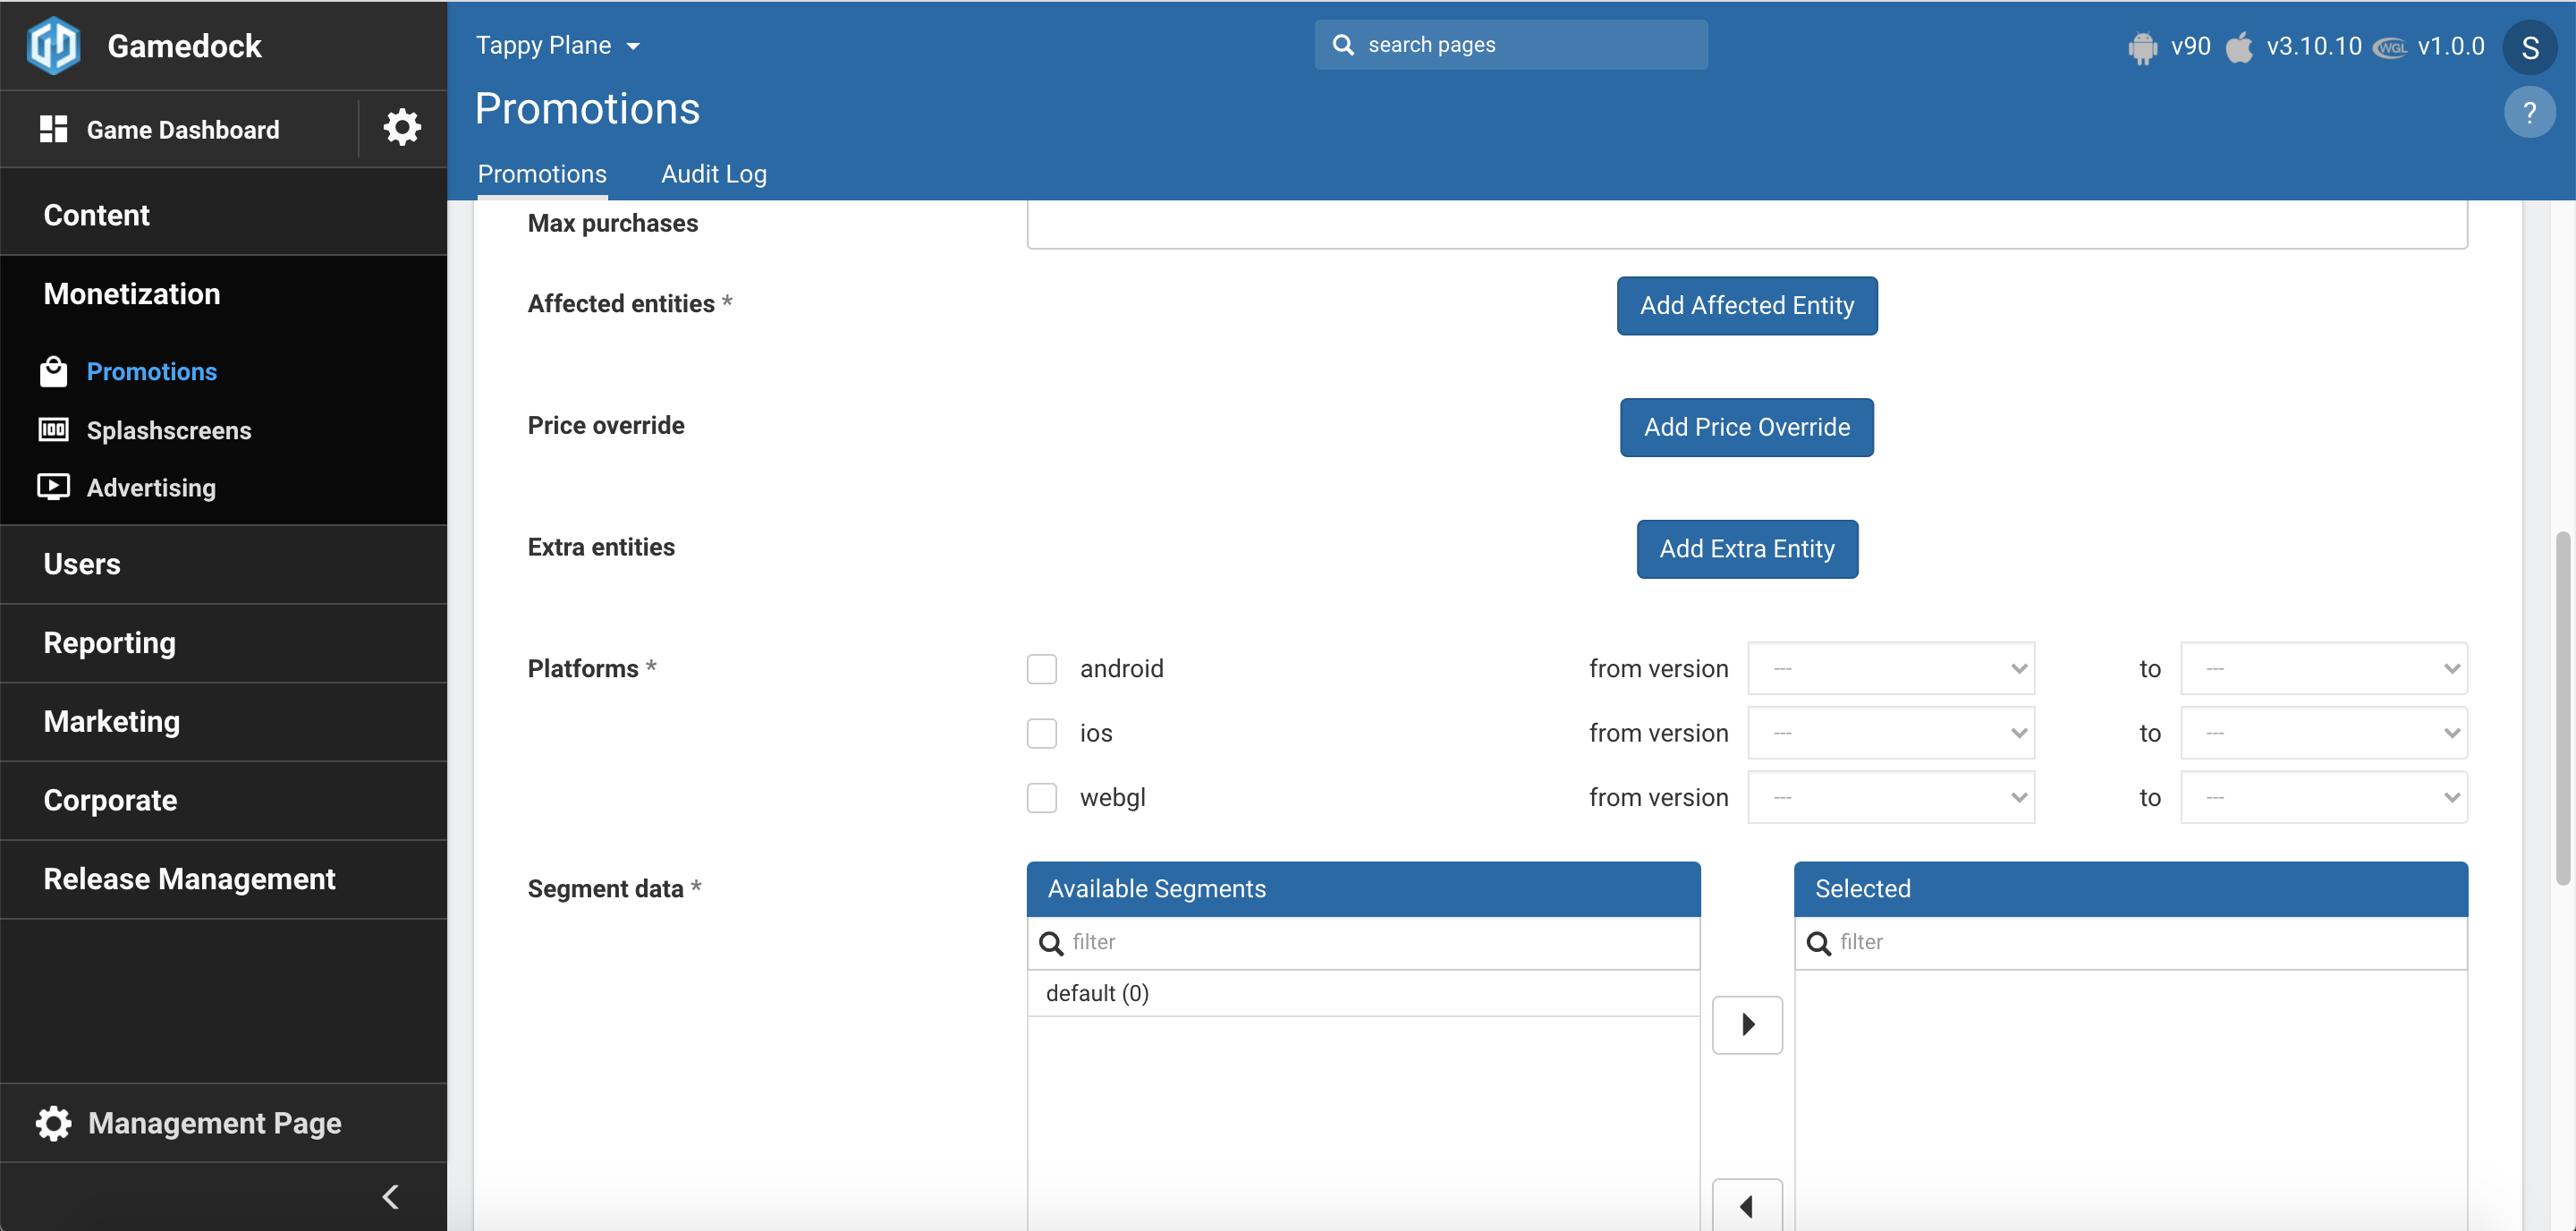 Gamedock
Game Dashboard
Content
Monetization
Promotions
Splashscreens
Advertising
Users
Reporting
Marketing
Corporate
Release Management
Management Page
Tappy Plane
search pages
v90 v3.10.10 WGL v1.0.0 S
Promotions
?
Promotions Audit Log
Max purchases
Affected entities *
Add Affected Entity
Price override
Add Price Override
Extra entities
Add Extra Entity
Platforms *
android from version --- to ---
ios from version --- to ---
webgl from version --- to ---
Segment data *
Available Segments
filter
default (0)
Selected
filter